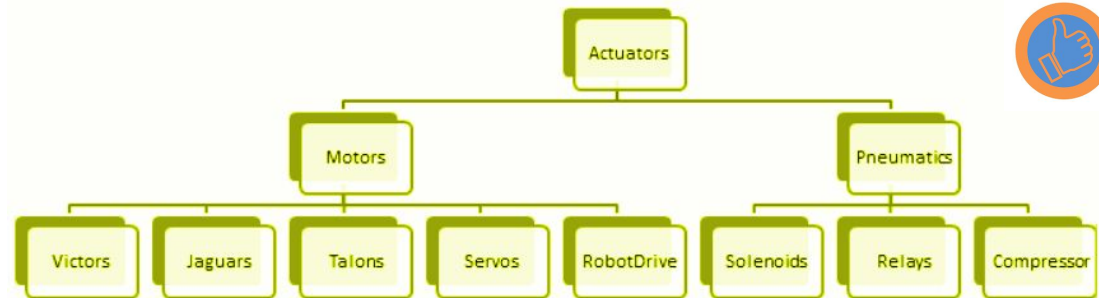 Actuators
Motors
Pneumatics
Victors
Jaguars
Talons
Servos
RobotDrive
Solenoids
Relays
Compressor